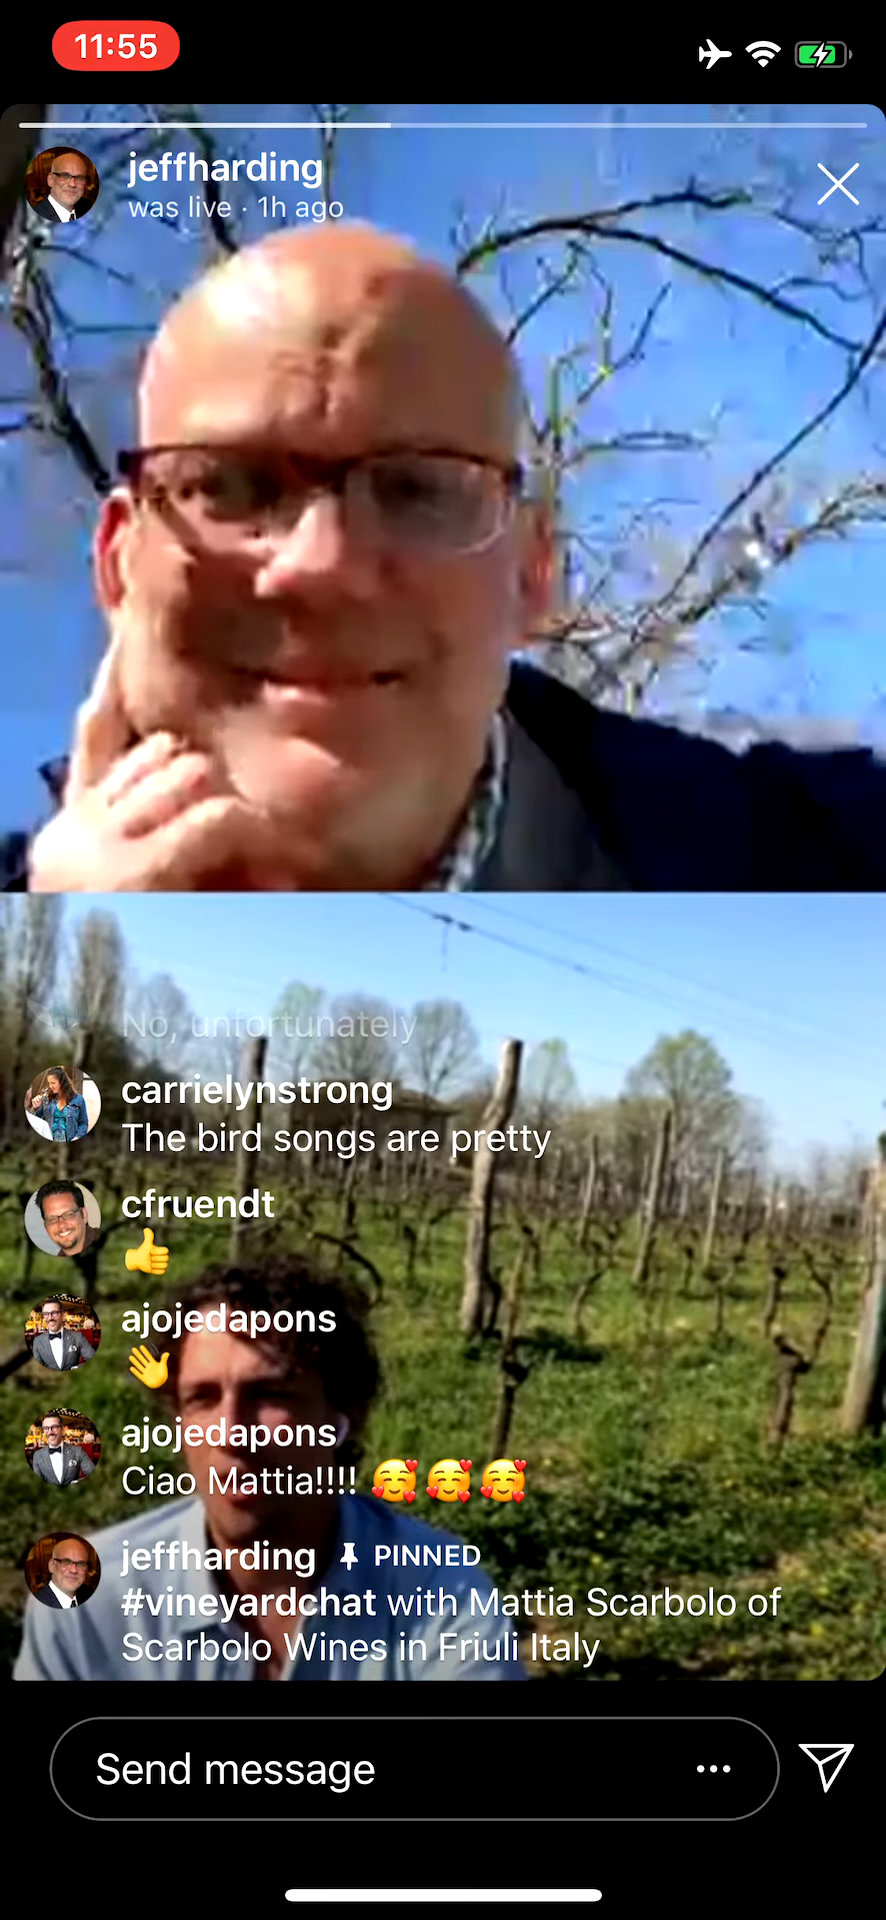 11:55
jeffharding
was live · 1h ago
No, unfortunately
carrielynstrong
The bird songs are pretty
cfruendt
👍
ajojedapons
👋
ajojedapons
Ciao Mattia!!!! 🥰🥰🥰
jeffharding PINNED
#vineyardchat with Mattia Scarbolo of
Scarbolo Wines in Friuli Italy
Send message